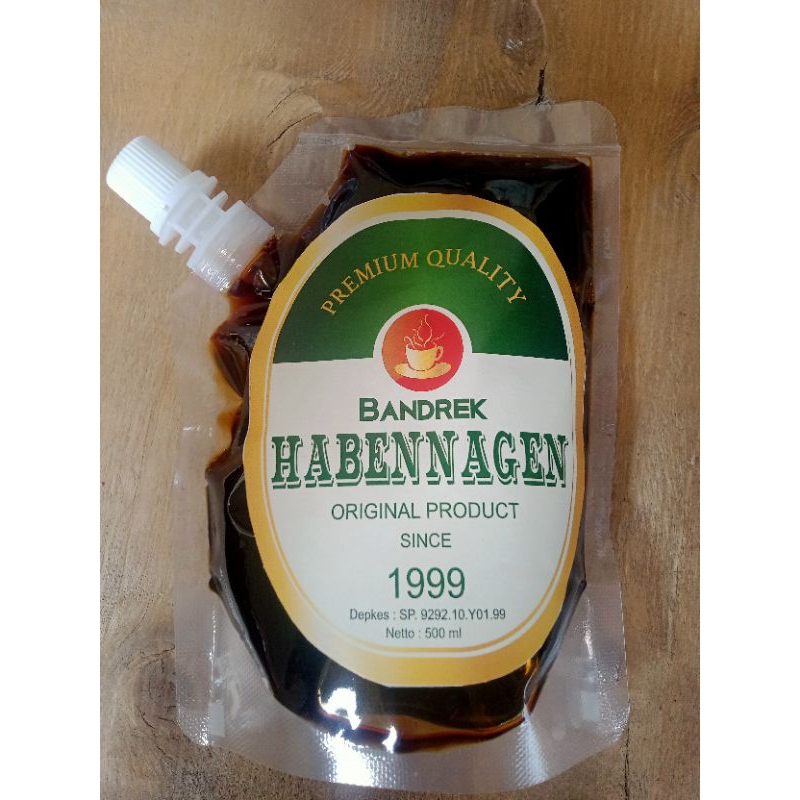 PREMIUM QUALITY
BANDREK
HABENNAGEN
ORIGINAL PRODUCT
SINCE
1999
Depkes : SP. 9292.10.Y01.99
Netto : 500 ml